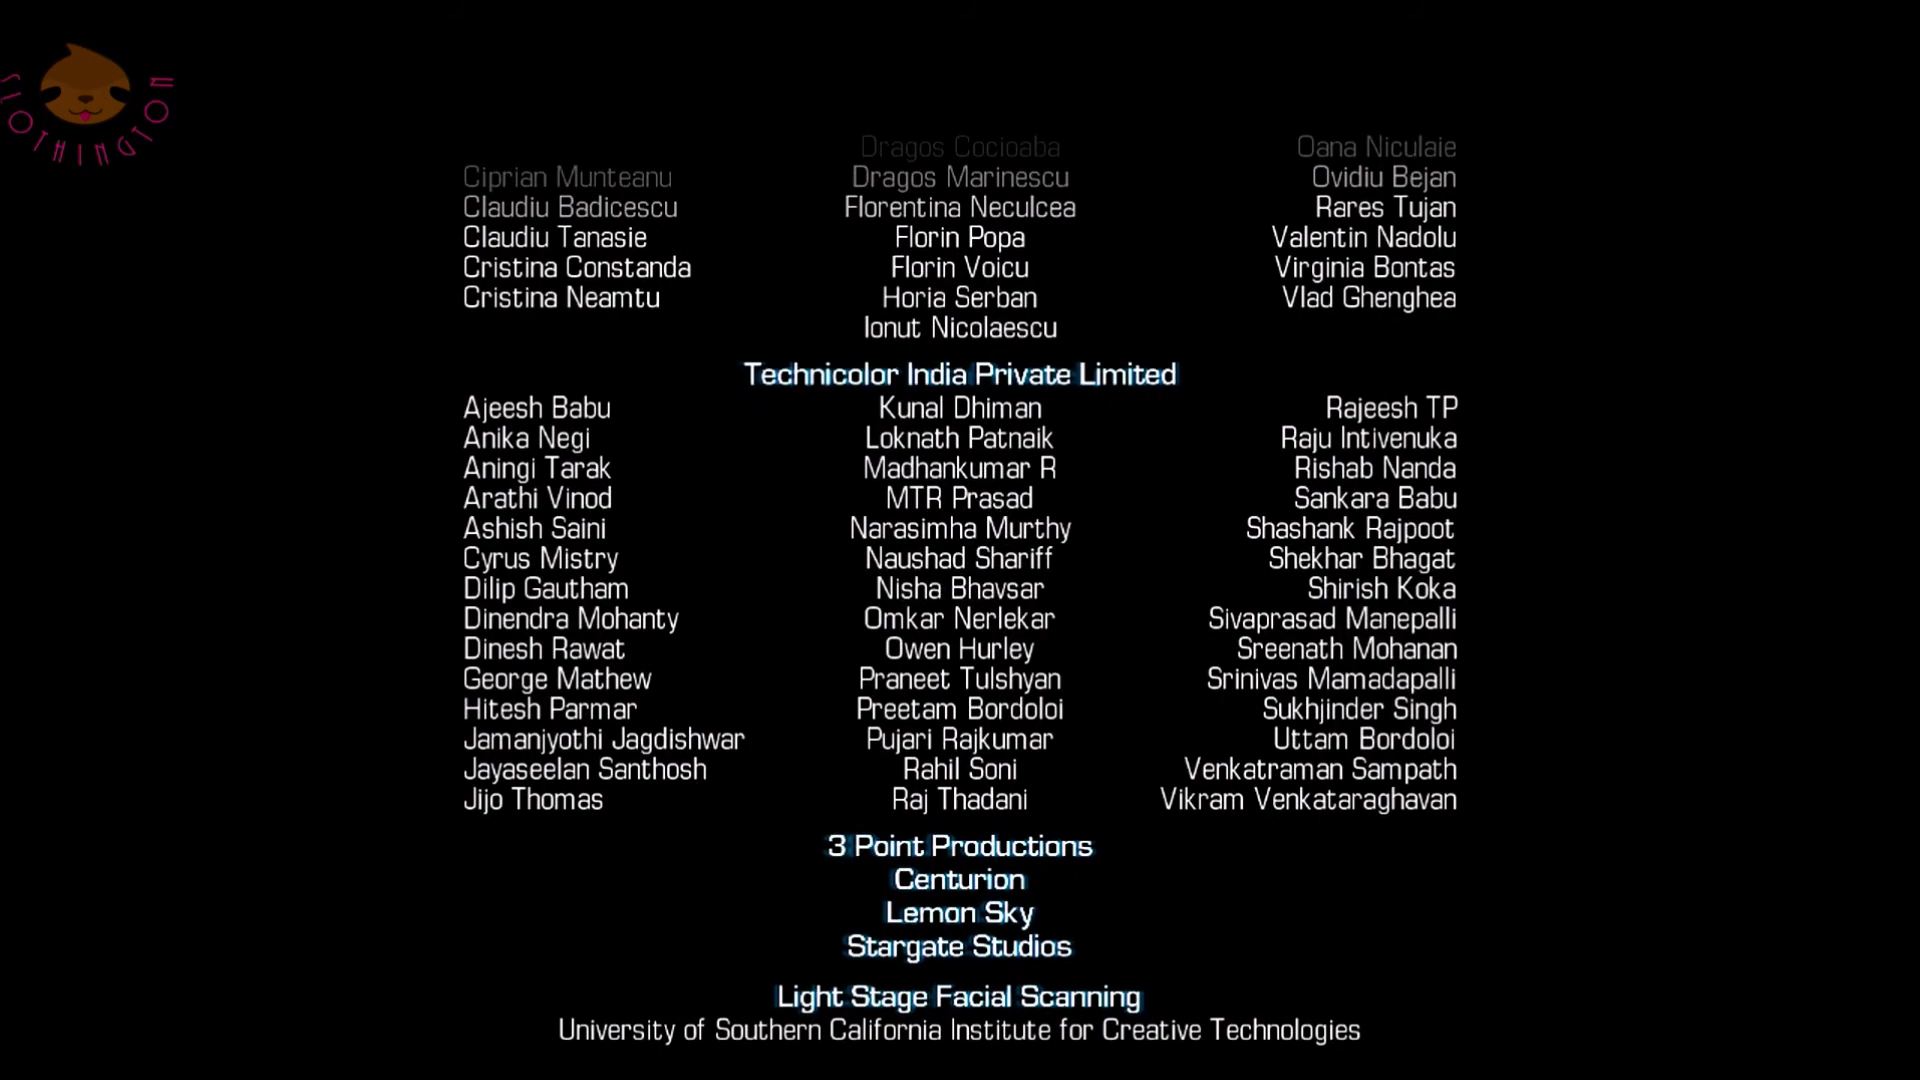 SLOTHINGTON
Dragos Cocioaba Oana Niculaie
Ciprian Munteanu Dragos Marinescu Ovidiu Bejan
Claudiu Badicescu Florentina Neculcea Rares Tujan
Claudiu Tanasie Florin Popa Valentin Nadolu
Cristina Constanda Florin Voicu Virginia Bontas
Cristina Neamtu Horia Serban Vlad Ghenghea
Ionut Nicolaescu
Technicolor India Private Limited
Ajeesh Babu Kunal Dhiman Rajeesh TP
Anika Negi Loknath Patnaik Raju Intivenuka
Aningi Tarak Madhankumar R Rishab Nanda
Arathi Vinod MTR Prasad Sankara Babu
Ashish Saini Narasimha Murthy Shashank Rajpoot
Cyrus Mistry Naushad Shariff Shekhar Bhagat
Dilip Gautham Nisha Bhavsar Shirish Koka
Dinendra Mohanty Omkar Nerlekar Sivaprasad Manepalli
Dinesh Rawat Owen Hurley Sreenath Mohanan
George Mathew Praneet Tulshyan Srinivas Mamadapalli
Hitesh Parmar Preetam Bordoloi Sukhjinder Singh
Jamanjyothi Jagdishwar Pujari Rajkumar Uttam Bordoloi
Jayaseelan Santhosh Rahil Soni Venkatraman Sampath
Jijo Thomas Raj Thadani Vikram Venkataraghavan
3 Point Productions
Centurion
Lemon Sky
Stargate Studios
Light Stage Facial Scanning
University of Southern California Institute for Creative Technologies